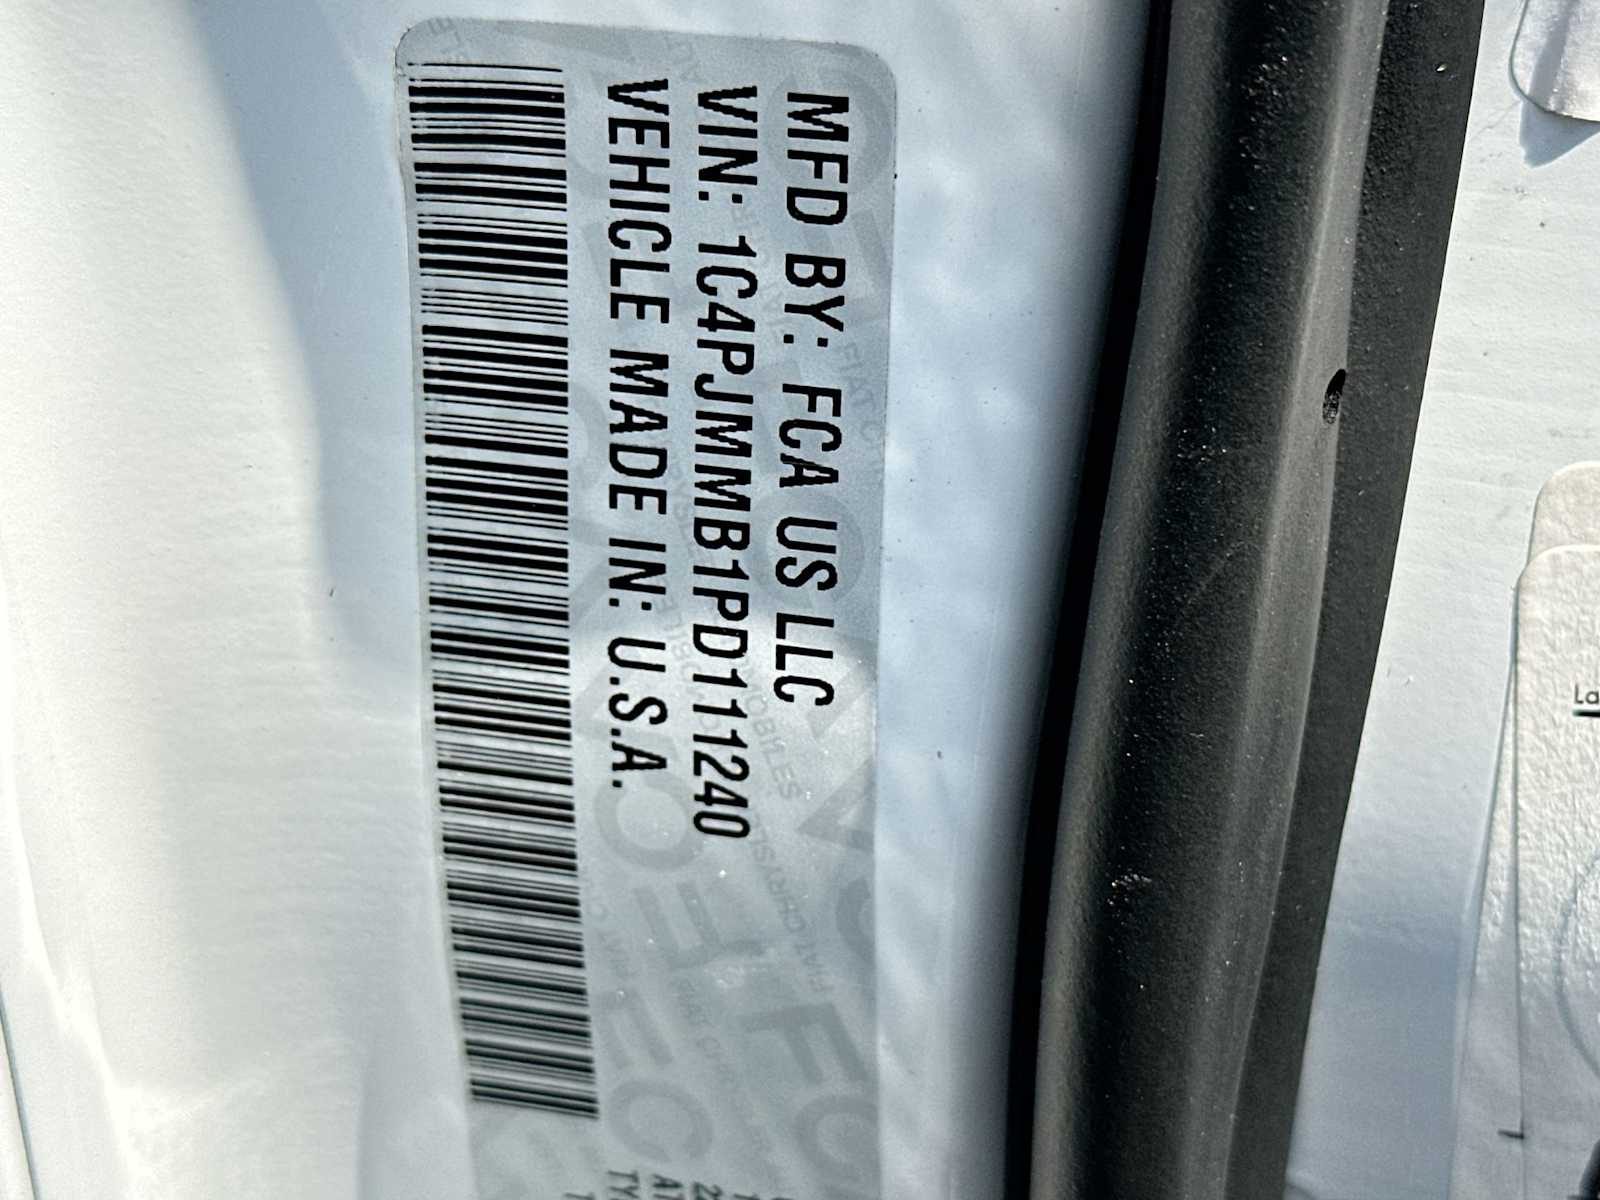 MFD BY: FCA US LLC
VIN: 1C4PJMMB1PD111240
VEHICLE MADE IN: U.S.A.